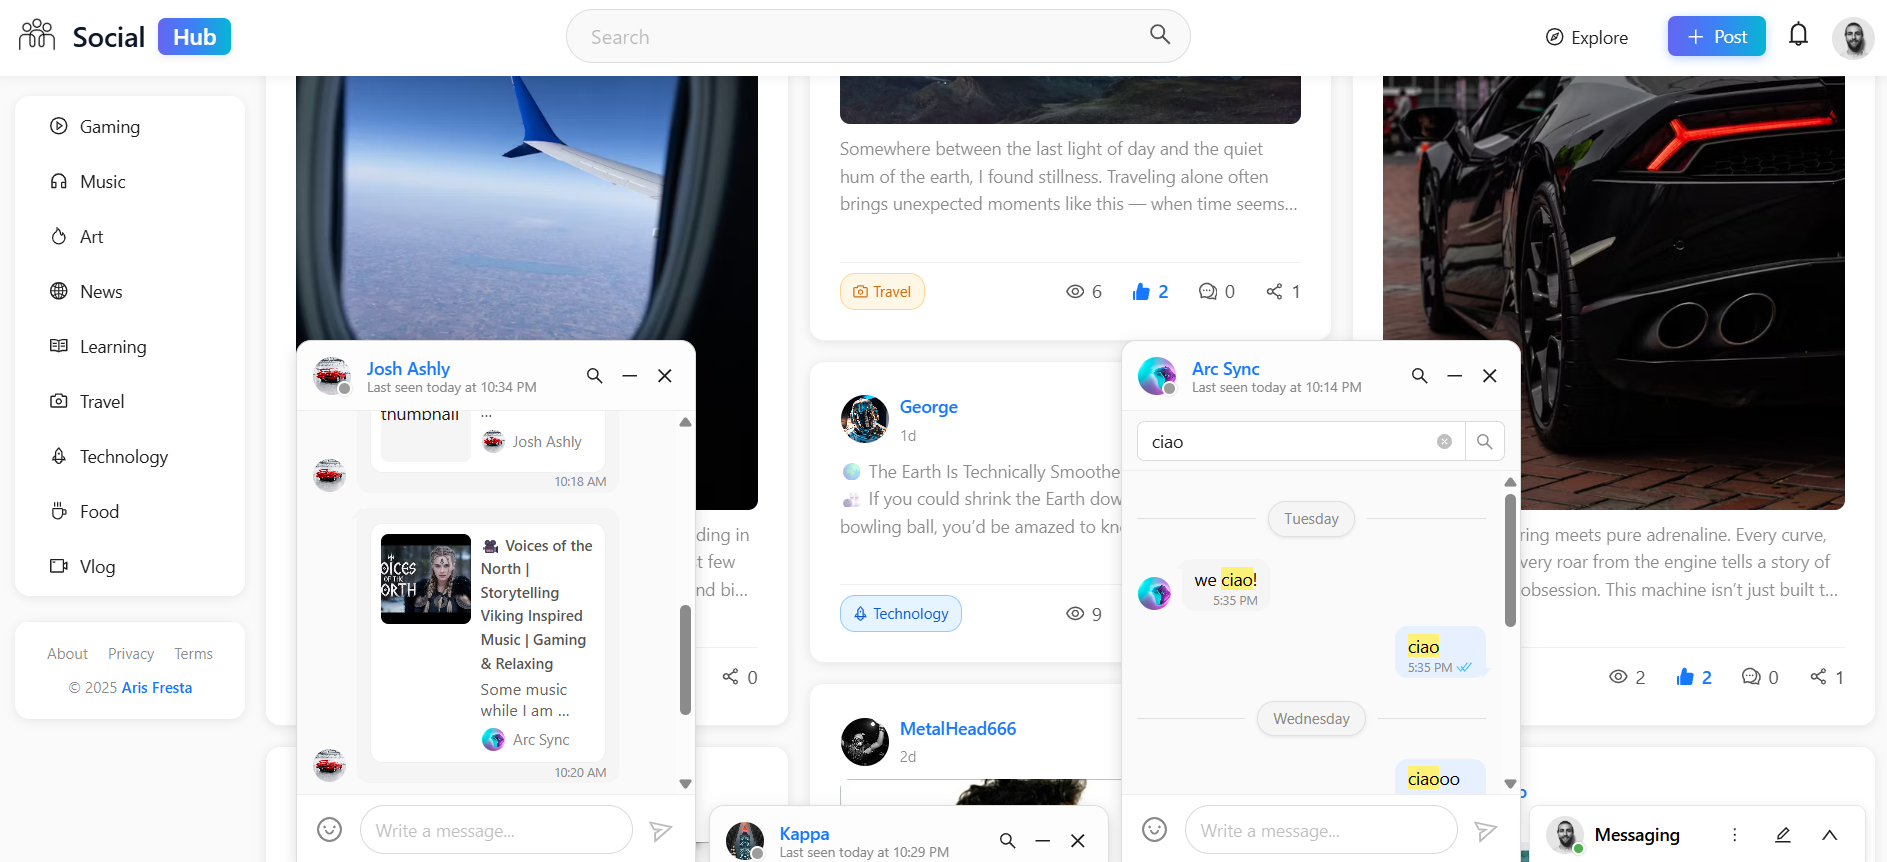 Social Hub
Search
Explore
Post
Gaming
Music
Art
News
Learning
Travel
Technology
Food
Vlog
About Privacy Terms
© 2025 Aris Fresta
ding in
t few
nd bi...
0
Somewhere between the last light of day and the quiet
hum of the earth, I found stillness. Traveling alone often
brings unexpected moments like this — when time seems...
Travel
6
2
0
1
George
1d
The Earth Is Technically Smoothe
If you could shrink the Earth dow
bowling ball, you'd be amazed to kn
Technology
9
MetalHead666
2d
ring meets pure adrenaline. Every curve,
very roar from the engine tells a story of
obsession. This machine isn't just built t...
2
2
0
1
Josh Ashly
Last seen today at 10:34 PM
thumbnail
...
Josh Ashly
10:18 AM
OICES
OF THE
ORTH
Voices of the
North |
Storytelling
Viking Inspired
Music | Gaming
& Relaxing
Some music
while I am ...
Arc Sync
10:20 AM
Write a message...
Kappa
Last seen today at 10:29 PM
Arc Sync
Last seen today at 10:14 PM
ciao
Tuesday
we ciao!
5:35 PM
ciao
5:35 PM
Wednesday
ciaooo
Write a message...
Messaging